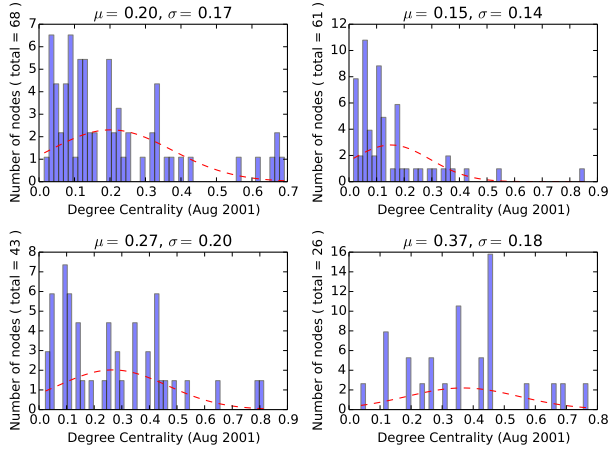 μ = 0.20, σ = 0.17
Number of nodes ( total = 68 )
7
6
5
4
3
2
1
0
0.0 0.1 0.2 0.3 0.4 0.5 0.6 0.7
Degree Centrality (Aug 2001)
μ = 0.15, σ = 0.14
Number of nodes ( total = 61 )
12
10
8
6
4
2
0
0.0 0.1 0.2 0.3 0.4 0.5 0.6 0.7 0.8 0.9
Degree Centrality (Aug 2001)
μ = 0.27, σ = 0.20
Number of nodes ( total = 43 )
8
7
6
5
4
3
2
1
0
0.0 0.1 0.2 0.3 0.4 0.5 0.6 0.7 0.8 0.9
Degree Centrality (Aug 2001)
μ = 0.37, σ = 0.18
Number of nodes ( total = 26 )
16
14
12
10
8
6
4
2
0
0.0 0.1 0.2 0.3 0.4 0.5 0.6 0.7 0.8
Degree Centrality (Aug 2001)